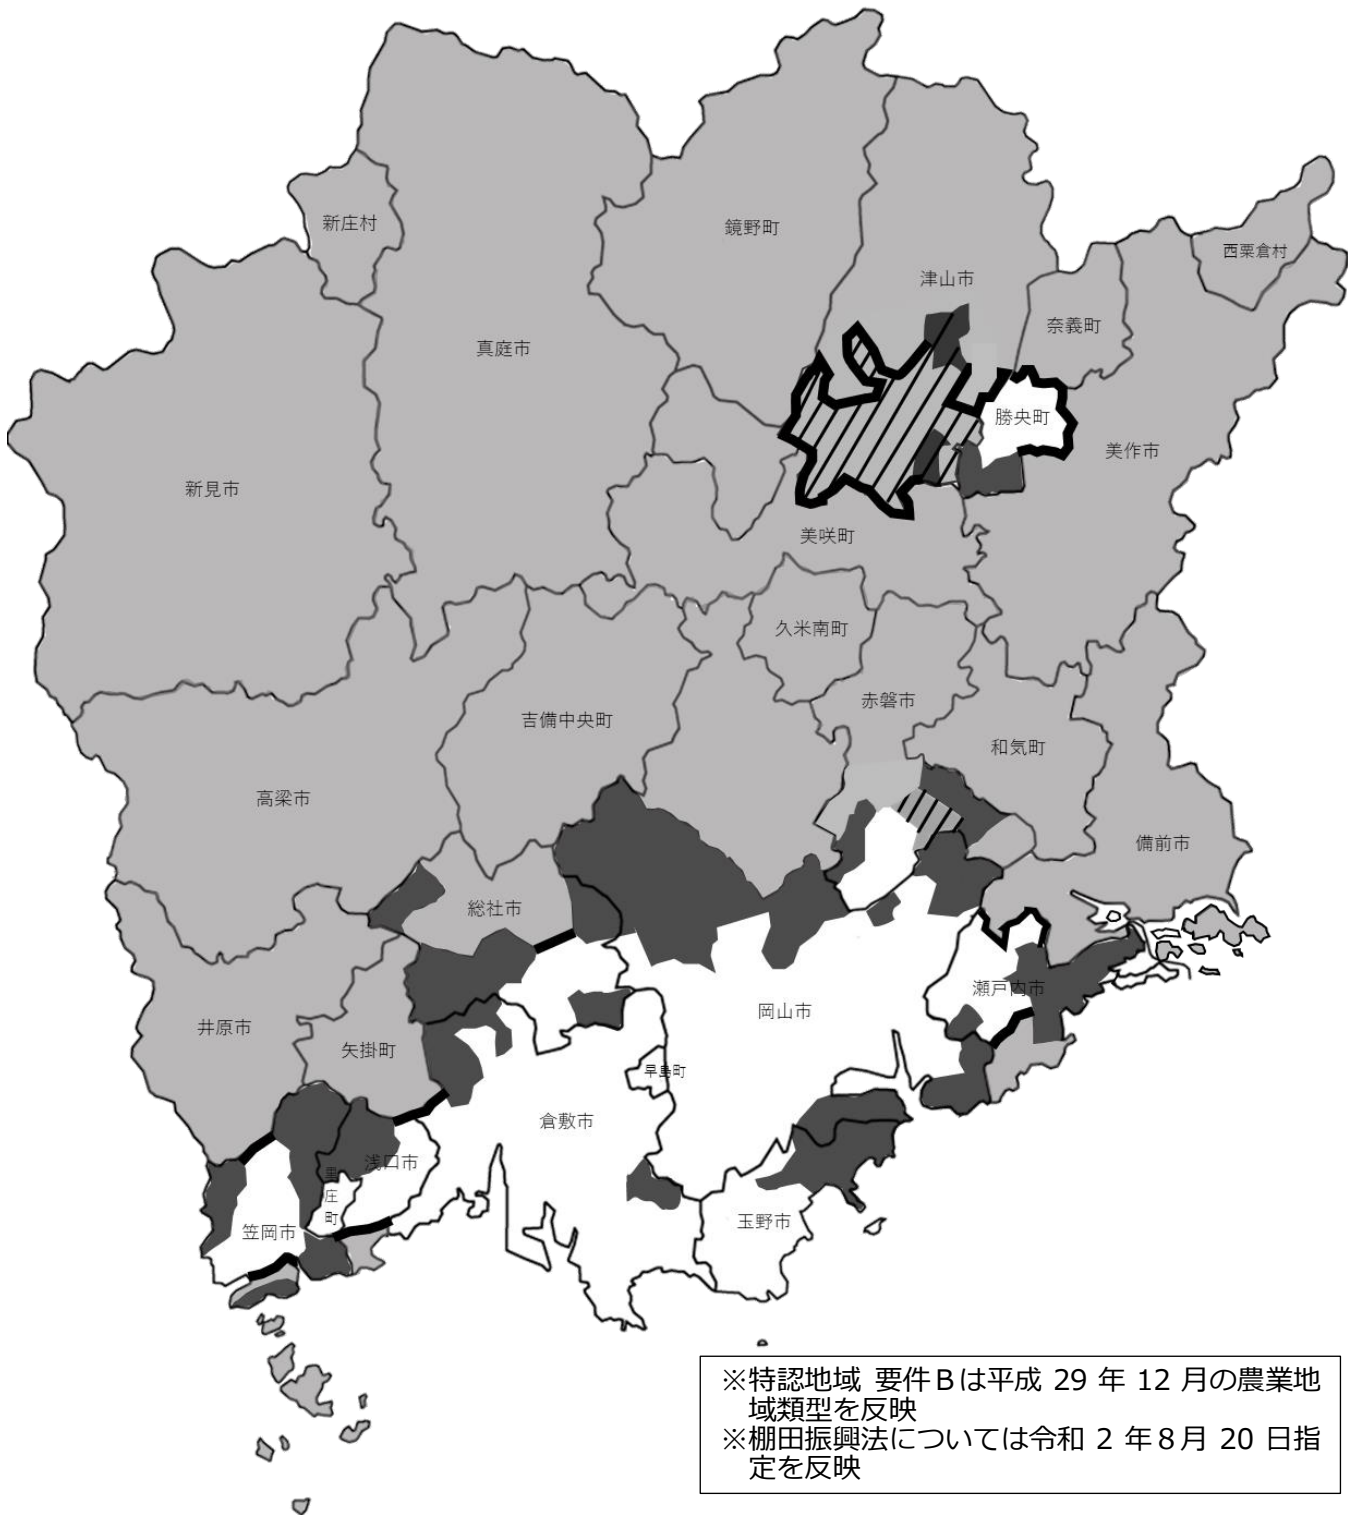 新庄村
鏡野町
西粟倉村
津山市
奈義町
真庭市
勝央町
美作市
新見市
美咲町
久米南町
赤磐市
吉備中央町
和気町
高梁市
備前市
総社市
瀬戸内市
岡山市
井原市
矢掛町
早島町
倉敷市
浅口市
里庄町
笠岡市
玉野市
※特認地域 要件Bは平成 29 年 12 月の農業地
域類型を反映
※棚田振興法については令和 2 年8月 20 日指
定を反映